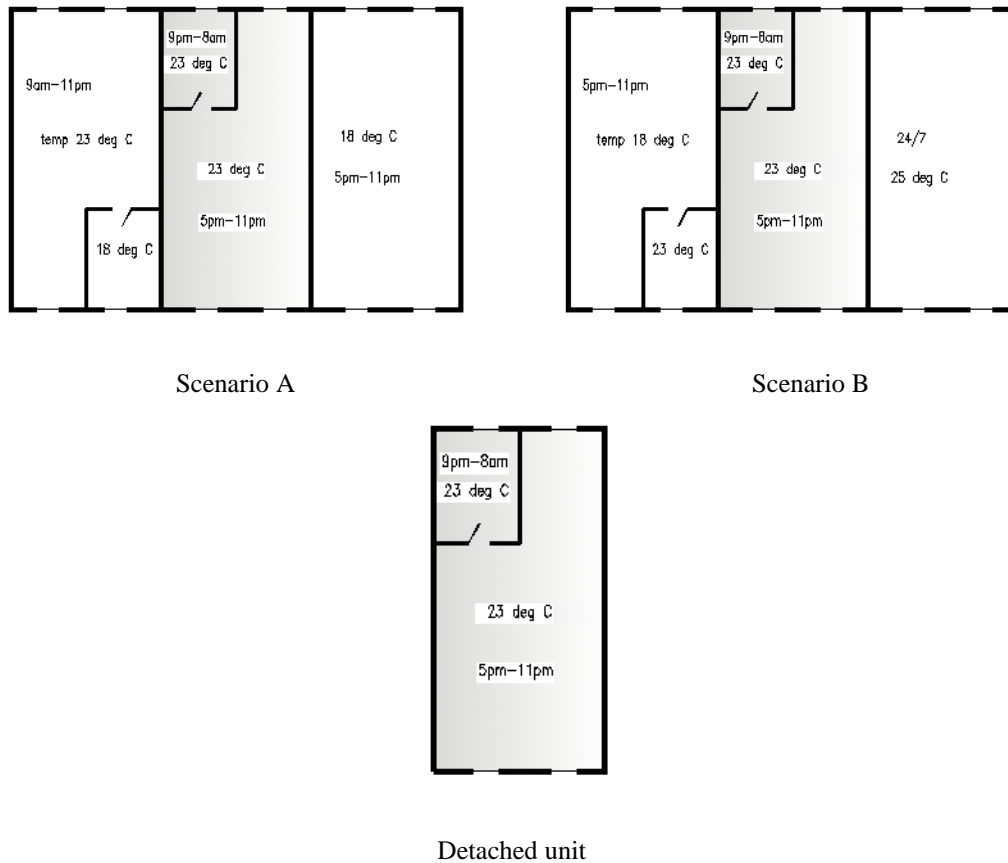 9pm-8am
23 deg C
9am-11pm
temp 23 deg C
18 deg C
5pm-11pm
23 deg C
5pm-11pm
18 deg C
Scenario A
9pm-8am
23 deg C
5pm-11pm
temp 18 deg C
24/7
25 deg C
23 deg C
5pm-11pm
23 deg C
Scenario B
9pm-8am
23 deg C
23 deg C
5pm-11pm
Detached unit